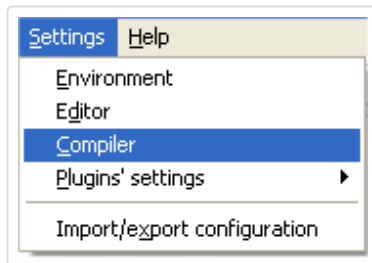 Settings Help
Environment
Editor
Compiler
Plugins' settings
Import/export configuration